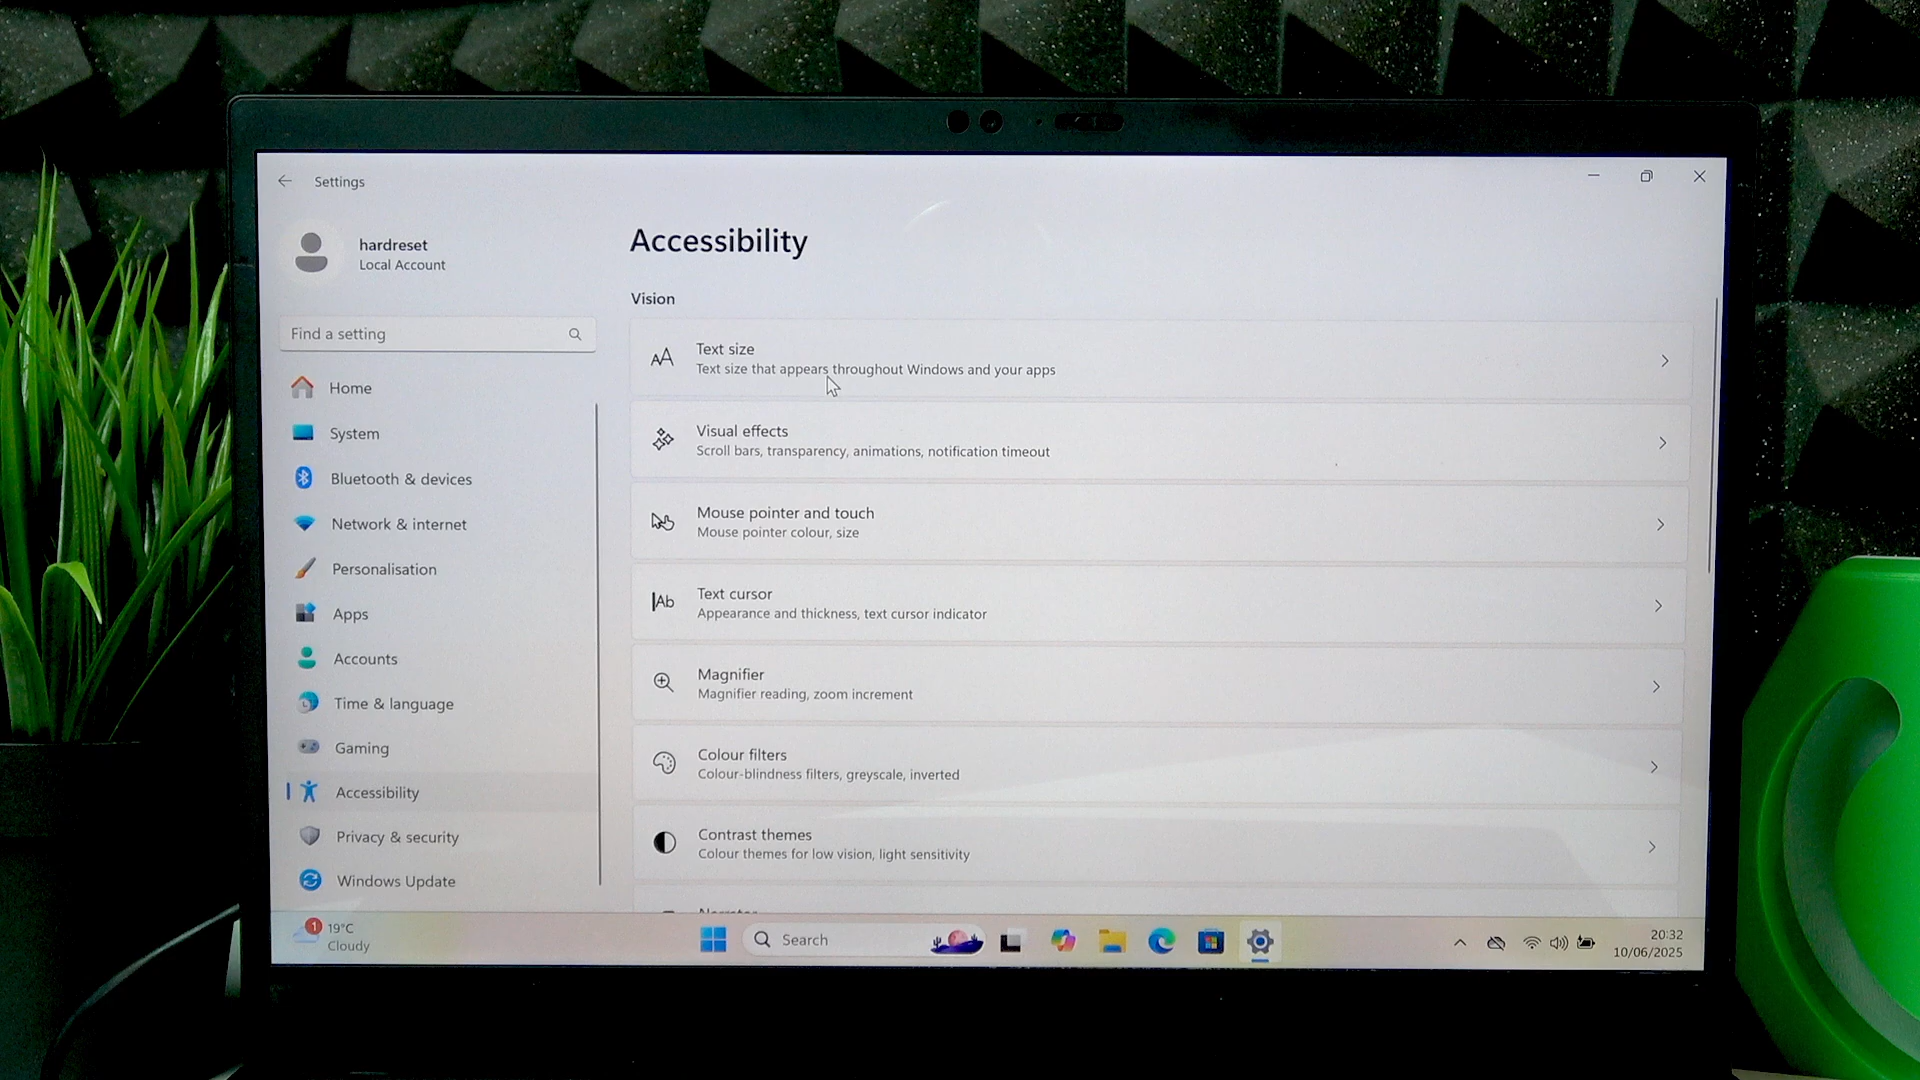 Settings
hardreset
Local Account
Find a setting
Home
System
Bluetooth & devices
Network & internet
Personalisation
Apps
Accounts
Time & language
Gaming
Accessibility
Privacy & security
Windows Update
Accessibility
Vision
Text size
Text size that appears throughout Windows and your apps
Visual effects
Scroll bars, transparency, animations, notification timeout
Mouse pointer and touch
Mouse pointer colour, size
Text cursor
Appearance and thickness, text cursor indicator
Magnifier
Magnifier reading, zoom increment
Colour filters
Colour-blindness filters, greyscale, inverted
Contrast themes
Colour themes for low vision, light sensitivity
1
19°C
Cloudy
Search
20:32
10/06/2025